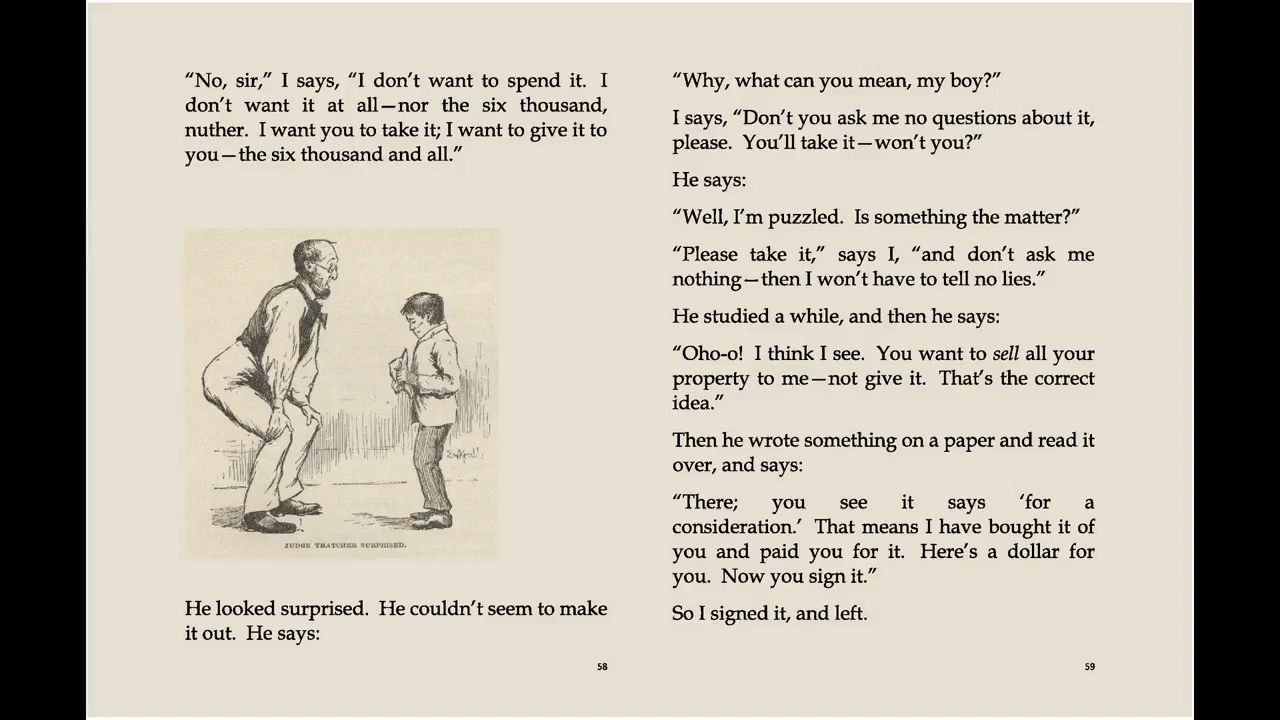 “No, sir,” I says, “I don’t want to spend it. I
don’t want it at all—nor the six thousand,
nuther. I want you to take it; I want to give it to
you—the six thousand and all.”
JUDGE THATCHER SURPRISED.
He looked surprised. He couldn’t seem to make
it out. He says:
58
“Why, what can you mean, my boy?”
I says, “Don’t you ask me no questions about it,
please. You’ll take it—won’t you?”
He says:
“Well, I’m puzzled. Is something the matter?”
“Please take it,” says I, “and don’t ask me
nothing—then I won’t have to tell no lies.”
He studied a while, and then he says:
“Oho-o! I think I see. You want to sell all your
property to me—not give it. That’s the correct
idea.”
Then he wrote something on a paper and read it
over, and says:
“There; you see it says ‘for a
consideration.’ That means I have bought it of
you and paid you for it. Here’s a dollar for
you. Now you sign it.”
So I signed it, and left.
59